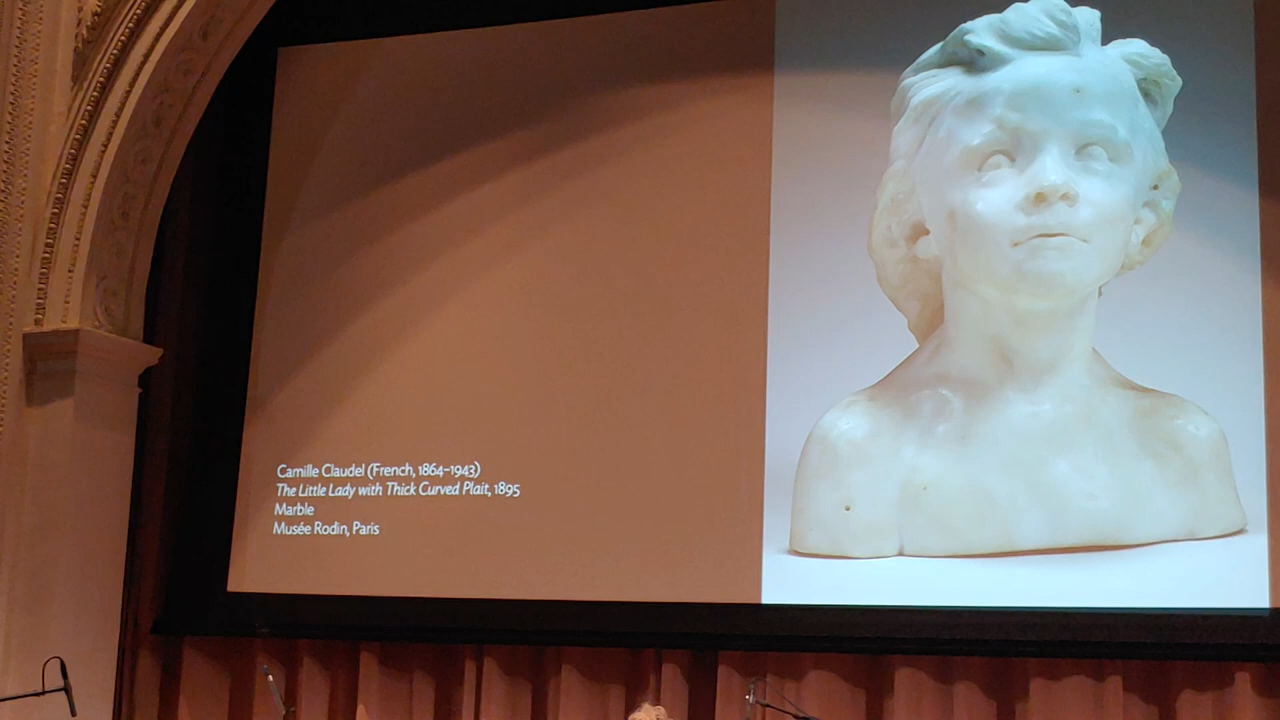 Camille Claudel (French, 1864–1943)
The Little Lady with Thick Curved Plait, 1895
Marble
Musée Rodin, Paris